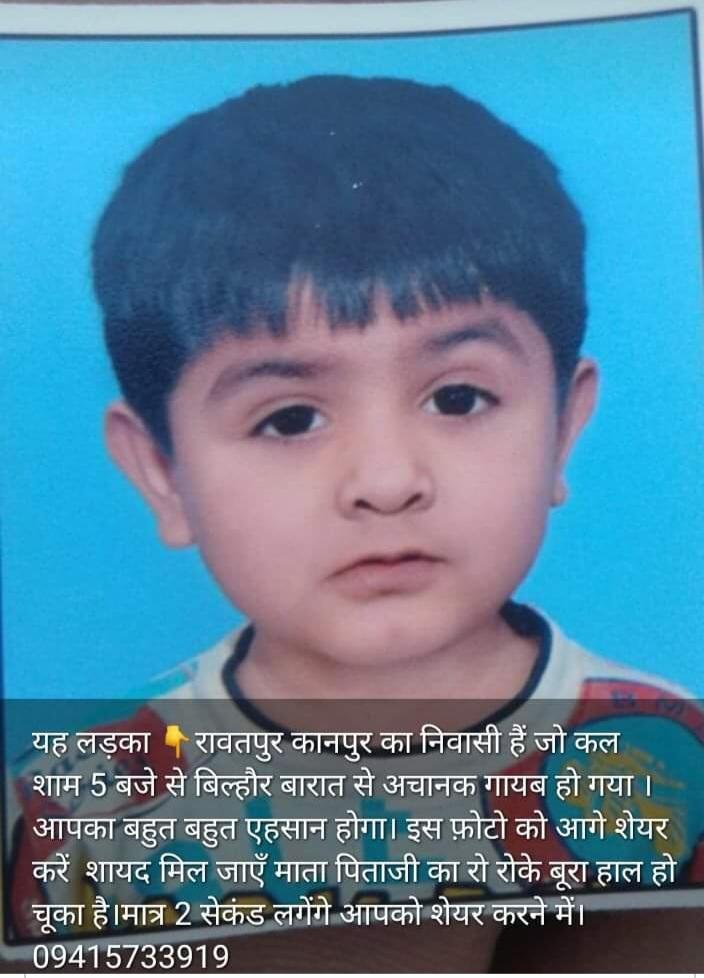 यह लड़का 👇रावतपुर कानपुर का निवासी हैं जो कल
शाम 5 बजे से बिल्हौर बारात से अचानक गायब हो गया ।
आपका बहुत बहुत एहसान होगा। इस फ़ोटो को आगे शेयर
करें शायद मिल जाएँ माता पिताजी का रो रोके बूरा हाल हो
चूका है।मात्र 2 सेकंड लगेंगे आपको शेयर करने में।
09415733919